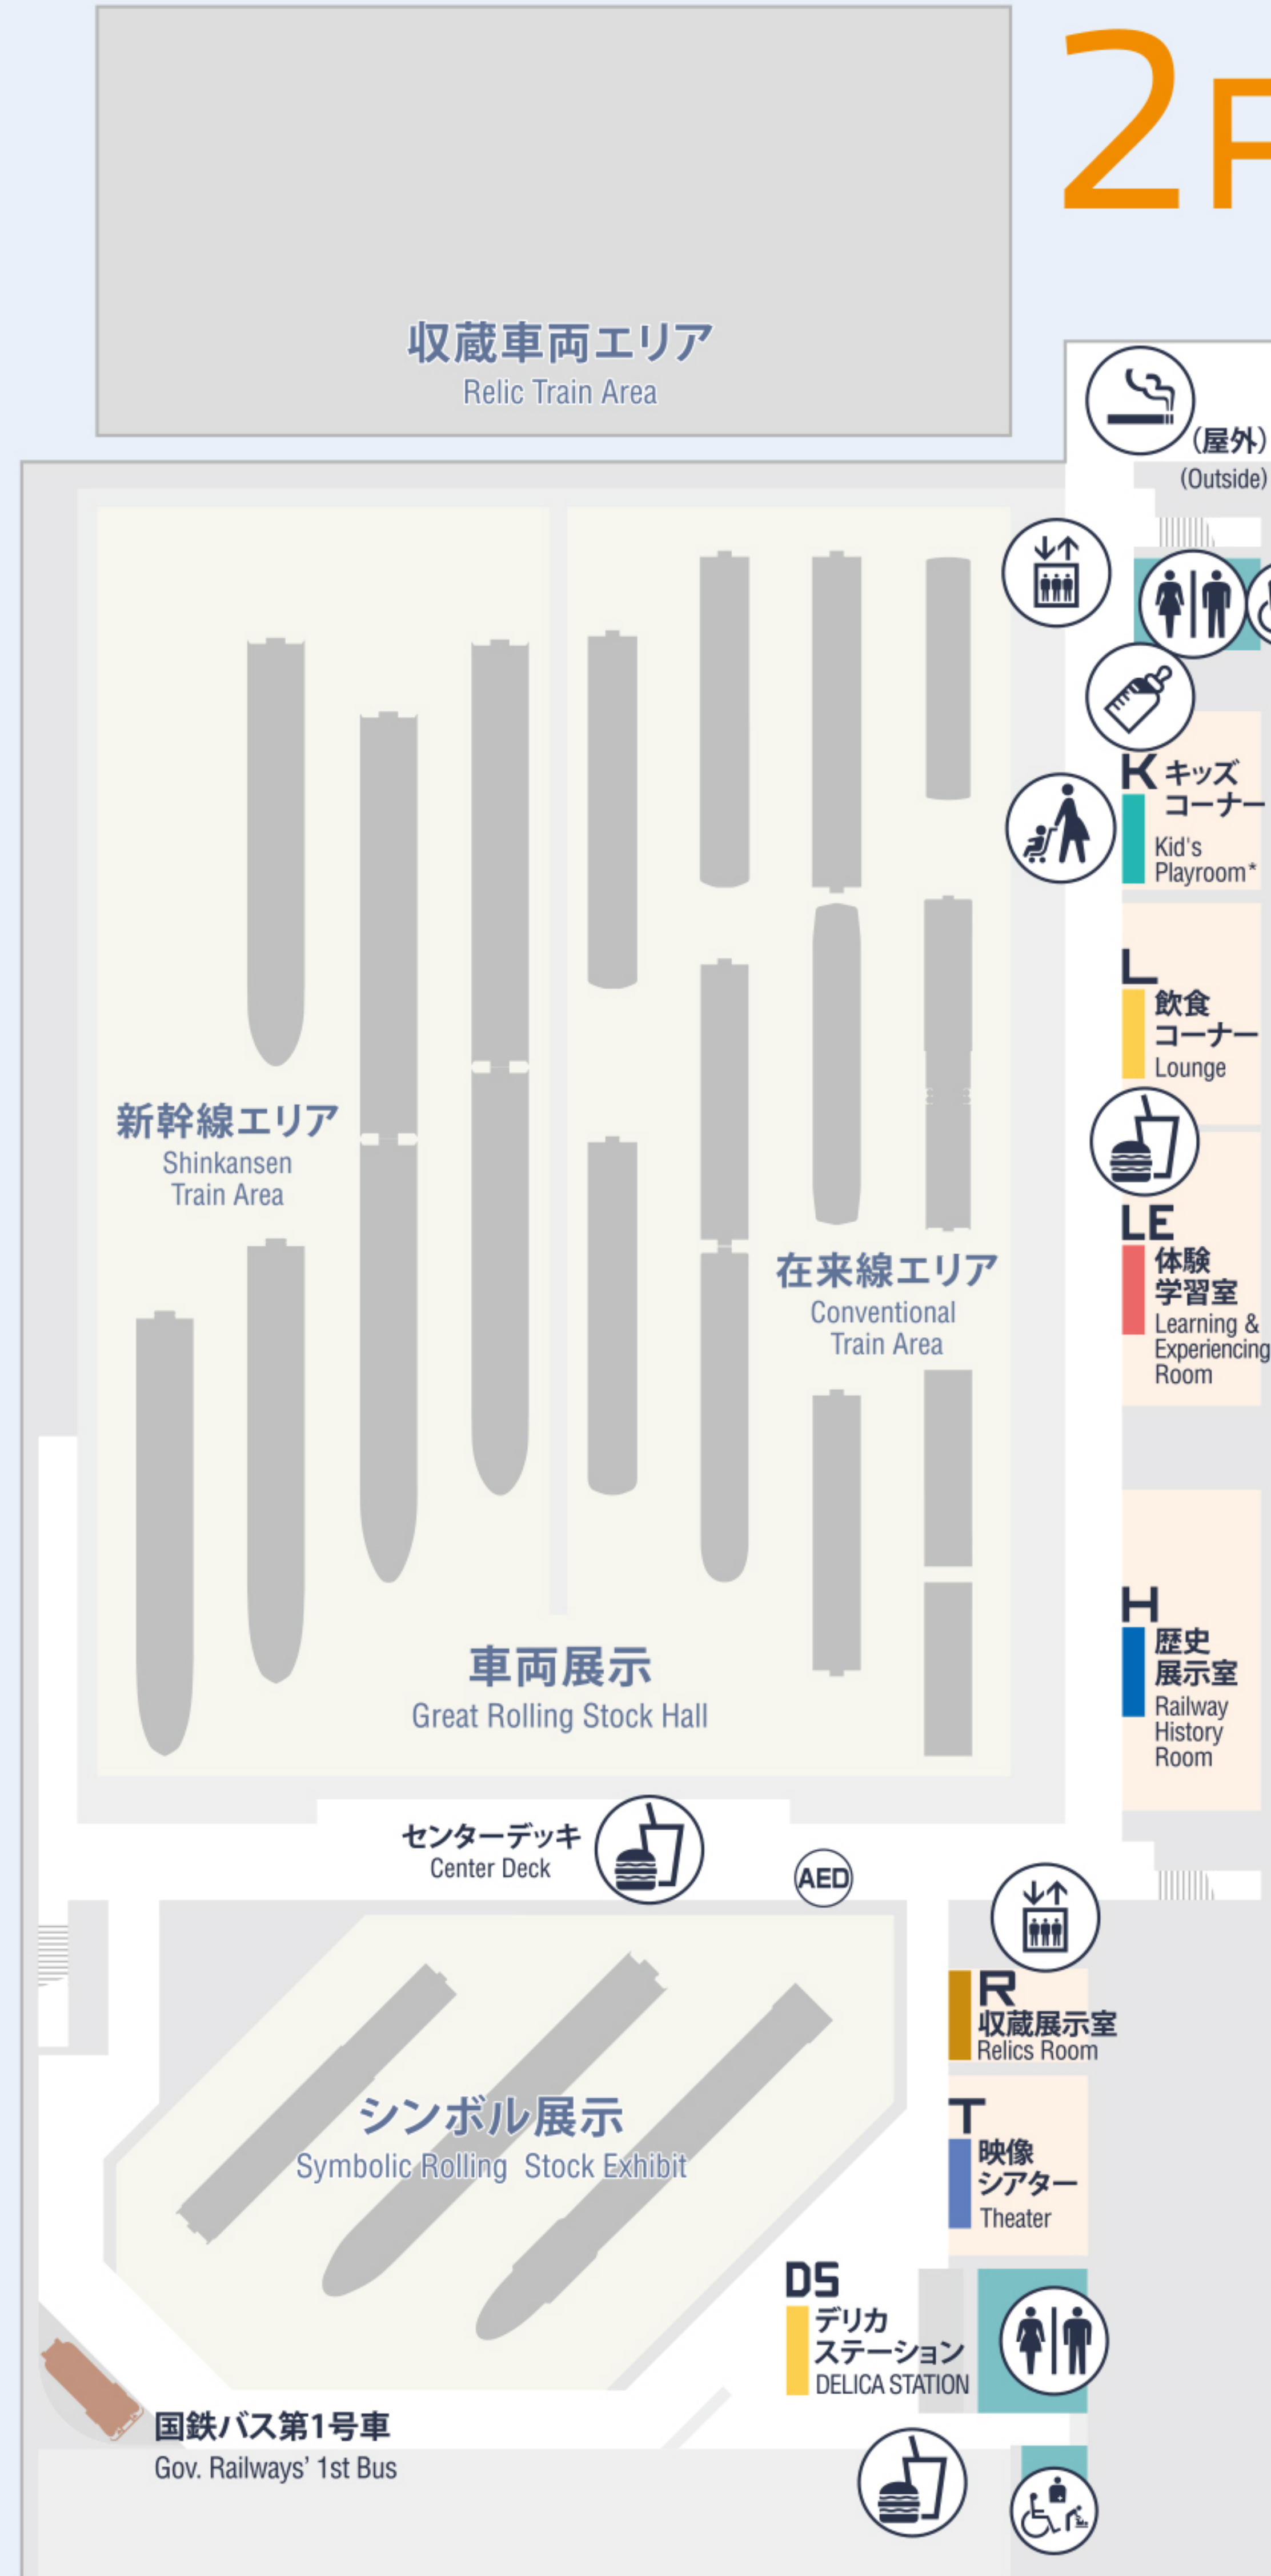 2F
収蔵車両エリア
Relic Train Area
(屋外)
(Outside)
K キッズ
コーナー
Kid's
Playroom*
L
飲食
コーナー
Lounge
新幹線エリア
Shinkansen
Train Area
LE
体験
学習室
Learning &
Experiencing
Room
在来線エリア
Conventional
Train Area
H
歴史
展示室
Railway
History
Room
車両展示
Great Rolling Stock Hall
センターデッキ
Center Deck
AED
R
収蔵展示室
Relics Room
T
映像
シアター
Theater
シンボル展示
Symbolic Rolling Stock Exhibit
DS
デリカ
ステーション
DELICA STATION
国鉄バス第1号車
Gov. Railways' 1st Bus